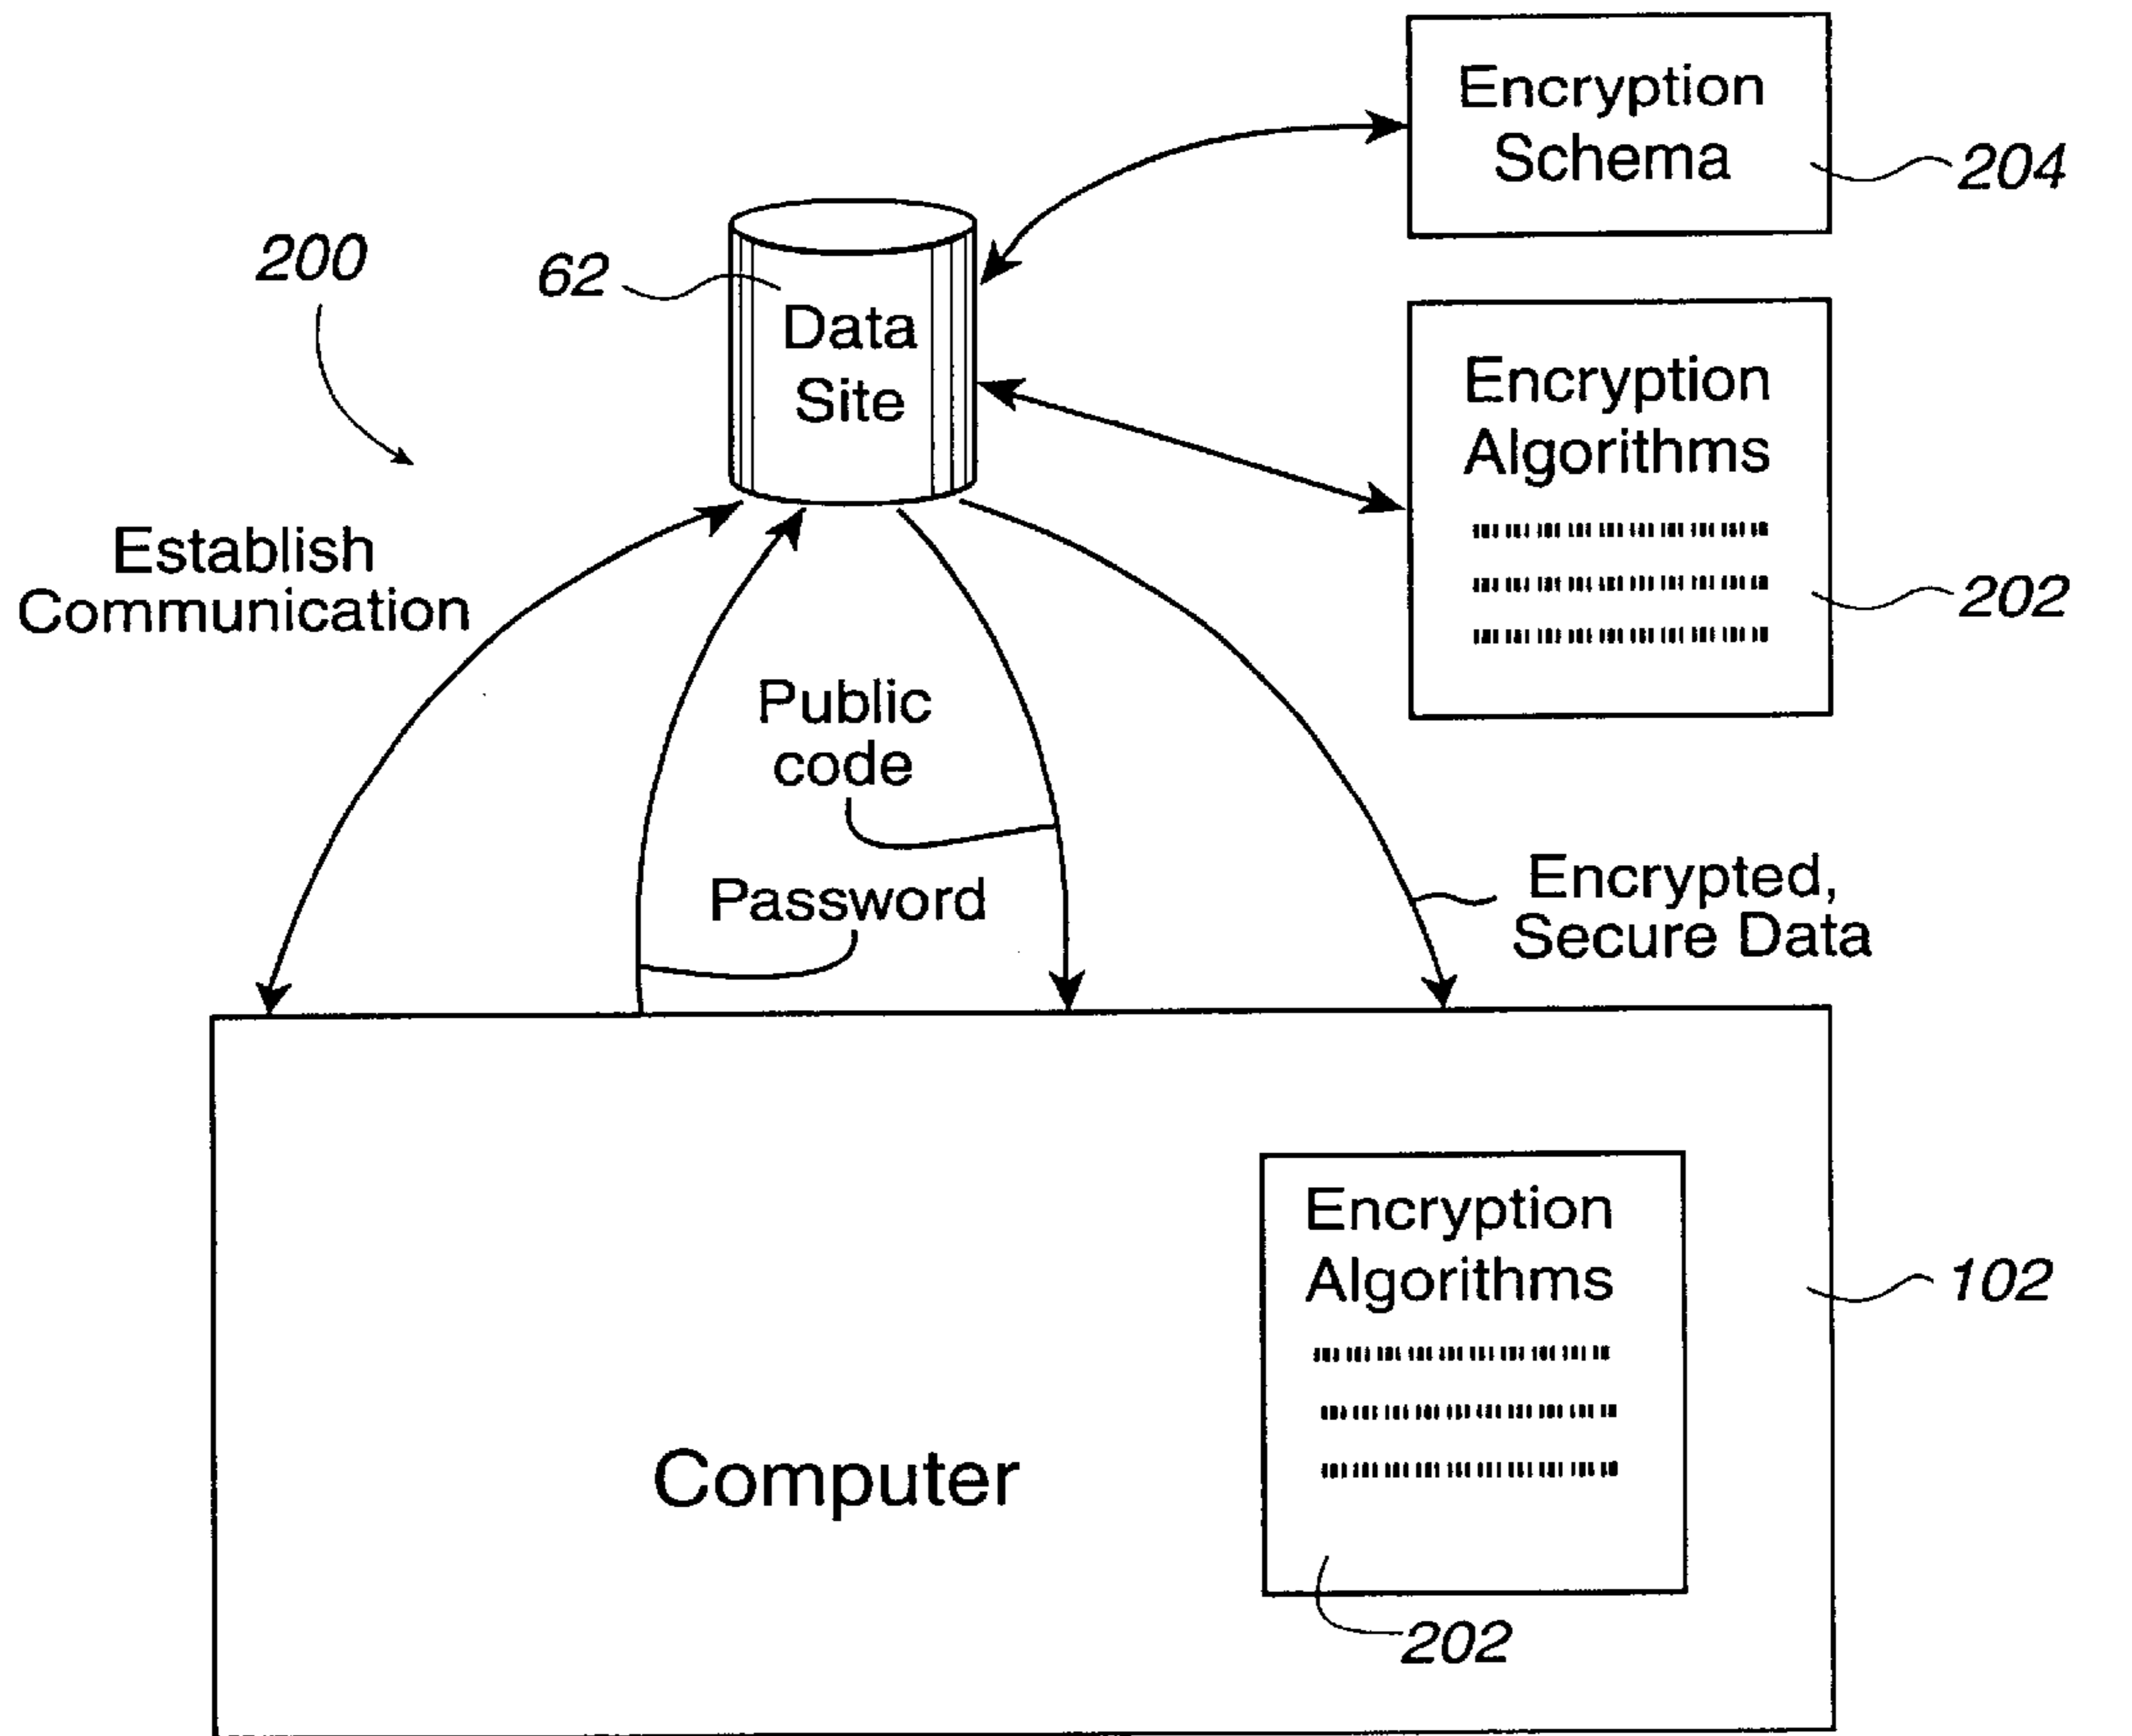 Encryption
Schema
204
200
62
Data
Site
Encryption
Algorithms
202
Establish
Communication
Public
code
Password
Encrypted,
Secure Data
Encryption
Algorithms
102
Computer
202